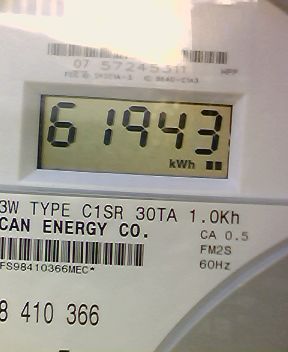 07 57245311
61943
kWh
3W TYPE C1SR 30TA 1.0Kh
CAN ENERGY CO.
CA 0.5
FM2S
60Hz
FS98410366MEC*
8 410 366